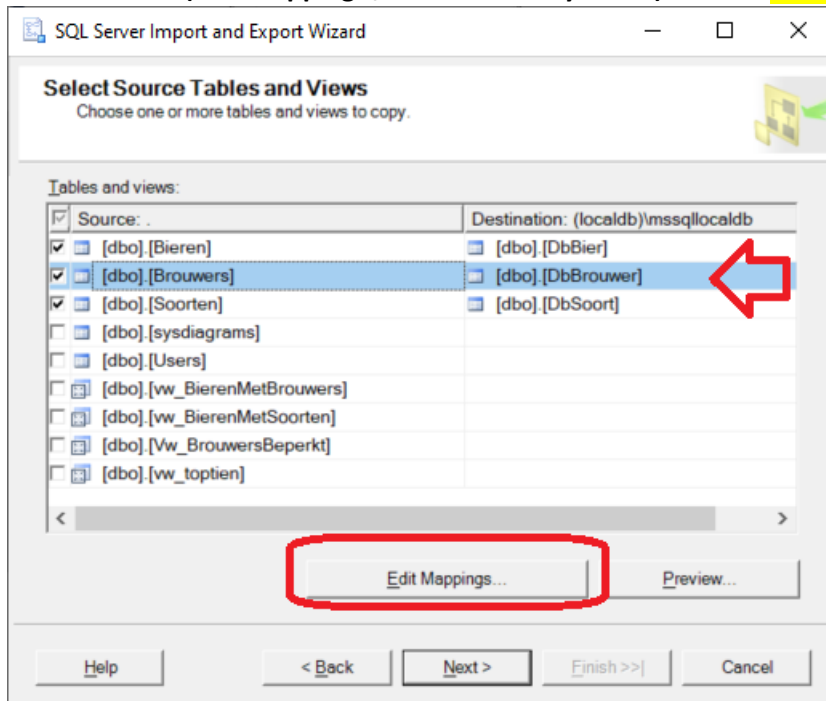 SQL Server Import and Export Wizard
Select Source Tables and Views
Choose one or more tables and views to copy.
Tables and views:
Source: . Destination: (localdb)\mssqllocaldb
[dbo].[Bieren] [dbo].[DbBier]
[dbo].[Brouwers] [dbo].[DbBrouwer]
[dbo].[Soorten] [dbo].[DbSoort]
[dbo].[sysdiagrams]
[dbo].[Users]
[dbo].[vw_BierenMetBrouwers]
[dbo].[vw_BierenMetSoorten]
[dbo].[Vw_BrouwersBeperkt]
[dbo].[vw_toptien]
Edit Mappings... Preview...
Help < Back Next > Finish >>| Cancel